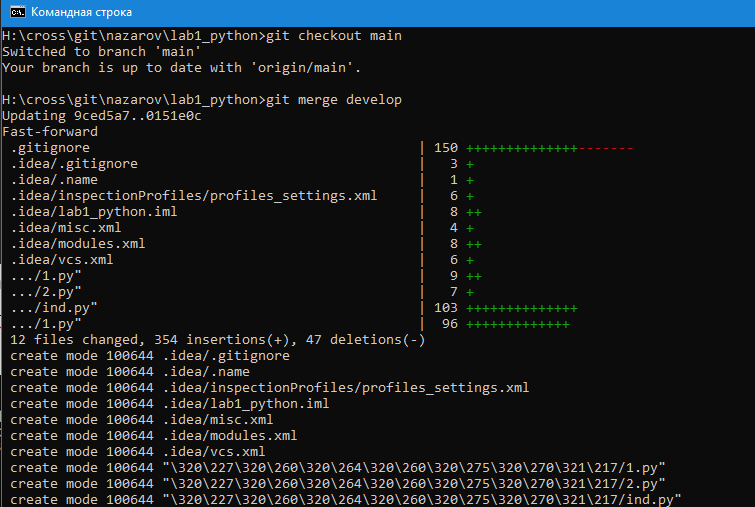 Командная строка
H:\cross\git\nazarov\lab1_python>git checkout main
Switched to branch 'main'
Your branch is up to date with 'origin/main'.
H:\cross\git\nazarov\lab1_python>git merge develop
Updating 9ced5a7..0151e0c
Fast-forward
.gitignore | 150 ++++++++++++++-------
.idea/.gitignore | 3 +
.idea/.name | 1 +
.idea/inspectionProfiles/profiles_settings.xml | 6 +
.idea/lab1_python.iml | 8 ++
.idea/misc.xml | 4 +
.idea/modules.xml | 8 ++
.idea/vcs.xml | 6 +
.../1.py" | 9 ++
.../2.py" | 7 +
.../ind.py" | 103 ++++++++++++++
.../1.py" | 96 +++++++++++++
12 files changed, 354 insertions(+), 47 deletions(-)
create mode 100644 .idea/.gitignore
create mode 100644 .idea/.name
create mode 100644 .idea/inspectionProfiles/profiles_settings.xml
create mode 100644 .idea/lab1_python.iml
create mode 100644 .idea/misc.xml
create mode 100644 .idea/modules.xml
create mode 100644 .idea/vcs.xml
create mode 100644 "\320\227\320\260\320\264\320\260\320\275\320\270\321\217/1.py"
create mode 100644 "\320\227\320\260\320\264\320\260\320\275\320\270\321\217/2.py"
create mode 100644 "\320\227\320\260\320\264\320\260\320\275\320\270\321\217/ind.py"